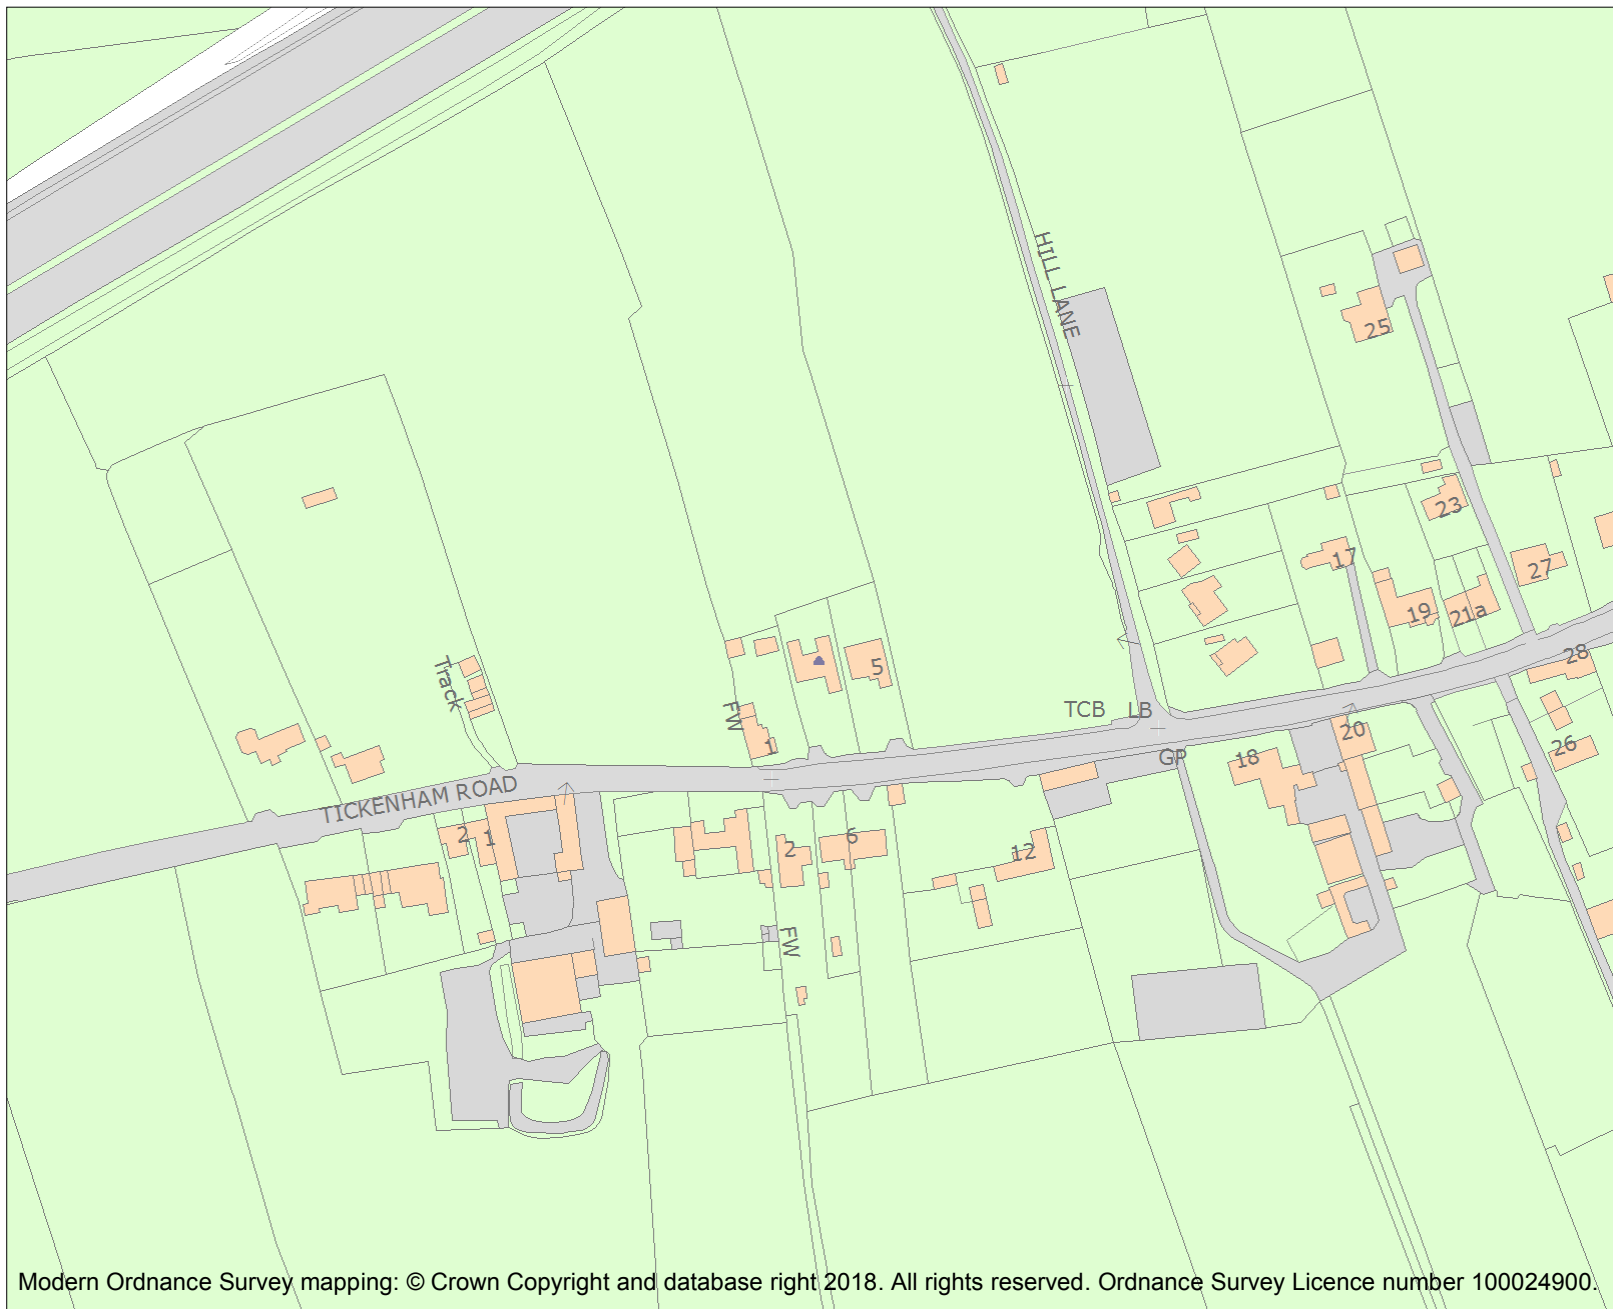 HILL LANE
25
23
17
27
19
21a
28
Track
5
FW
1
TCB LB
20
GP
18
26
TICKENHAM ROAD
2
1
2
6
12
FW
Modern Ordnance Survey mapping: © Crown Copyright and database right 2018. All rights reserved. Ordnance Survey Licence number 100024900.